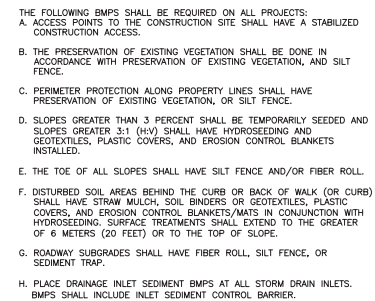 THE FOLLOWING BMPS SHALL BE REQUIRED ON ALL PROJECTS:
A. ACCESS POINTS TO THE CONSTRUCTION SITE SHALL HAVE A STABILIZED
CONSTRUCTION ACCESS.
B. THE PRESERVATION OF EXISTING VEGETATION SHALL BE DONE IN
ACCORDANCE WITH PRESERVATION OF EXISTING VEGETATION, AND SILT
FENCE.
C. PERIMETER PROTECTION ALONG PROPERTY LINES SHALL HAVE
PRESERVATION OF EXISTING VEGETATION, OR SILT FENCE.
D. SLOPES GREATER THAN 3 PERCENT SHALL BE TEMPORARILY SEEDED AND
SLOPES GREATER 3:1 (H:V) SHALL HAVE HYDROSEEDING AND
GEOTEXTILES, PLASTIC COVERS, AND EROSION CONTROL BLANKETS
INSTALLED.
E. THE TOE OF ALL SLOPES SHALL HAVE SILT FENCE AND/OR FIBER ROLL.
F. DISTURBED SOIL AREAS BEHIND THE CURB OR BACK OF WALK (OR CURB)
SHALL HAVE STRAW MULCH, SOIL BINDERS OR GEOTEXTILES, PLASTIC
COVERS, AND EROSION CONTROL BLANKETS/MATS IN CONJUNCTION WITH
HYDROSEEDING. SURFACE TREATMENTS SHALL EXTEND TO THE GREATER
OF 6 METERS (20 FEET) OR TO THE TOP OF SLOPE.
G. ROADWAY SUBGRADES SHALL HAVE FIBER ROLL, SILT FENCE, OR
SEDIMENT TRAP.
H. PLACE DRAINAGE INLET SEDIMENT BMPS AT ALL STORM DRAIN INLETS.
BMPS SHALL INCLUDE INLET SEDIMENT CONTROL BARRIER.